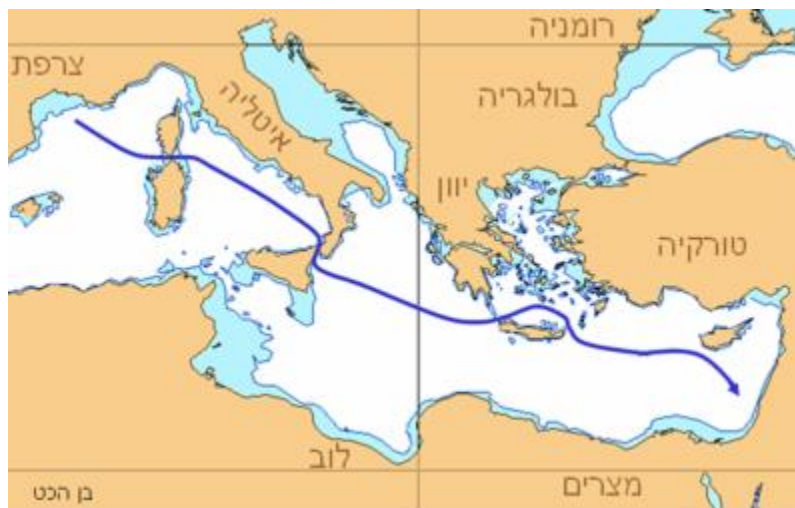 רומניה
צרפת
בולגריה
איטליה
יוון
טורקיה
לוב
מצרים
בן הכט